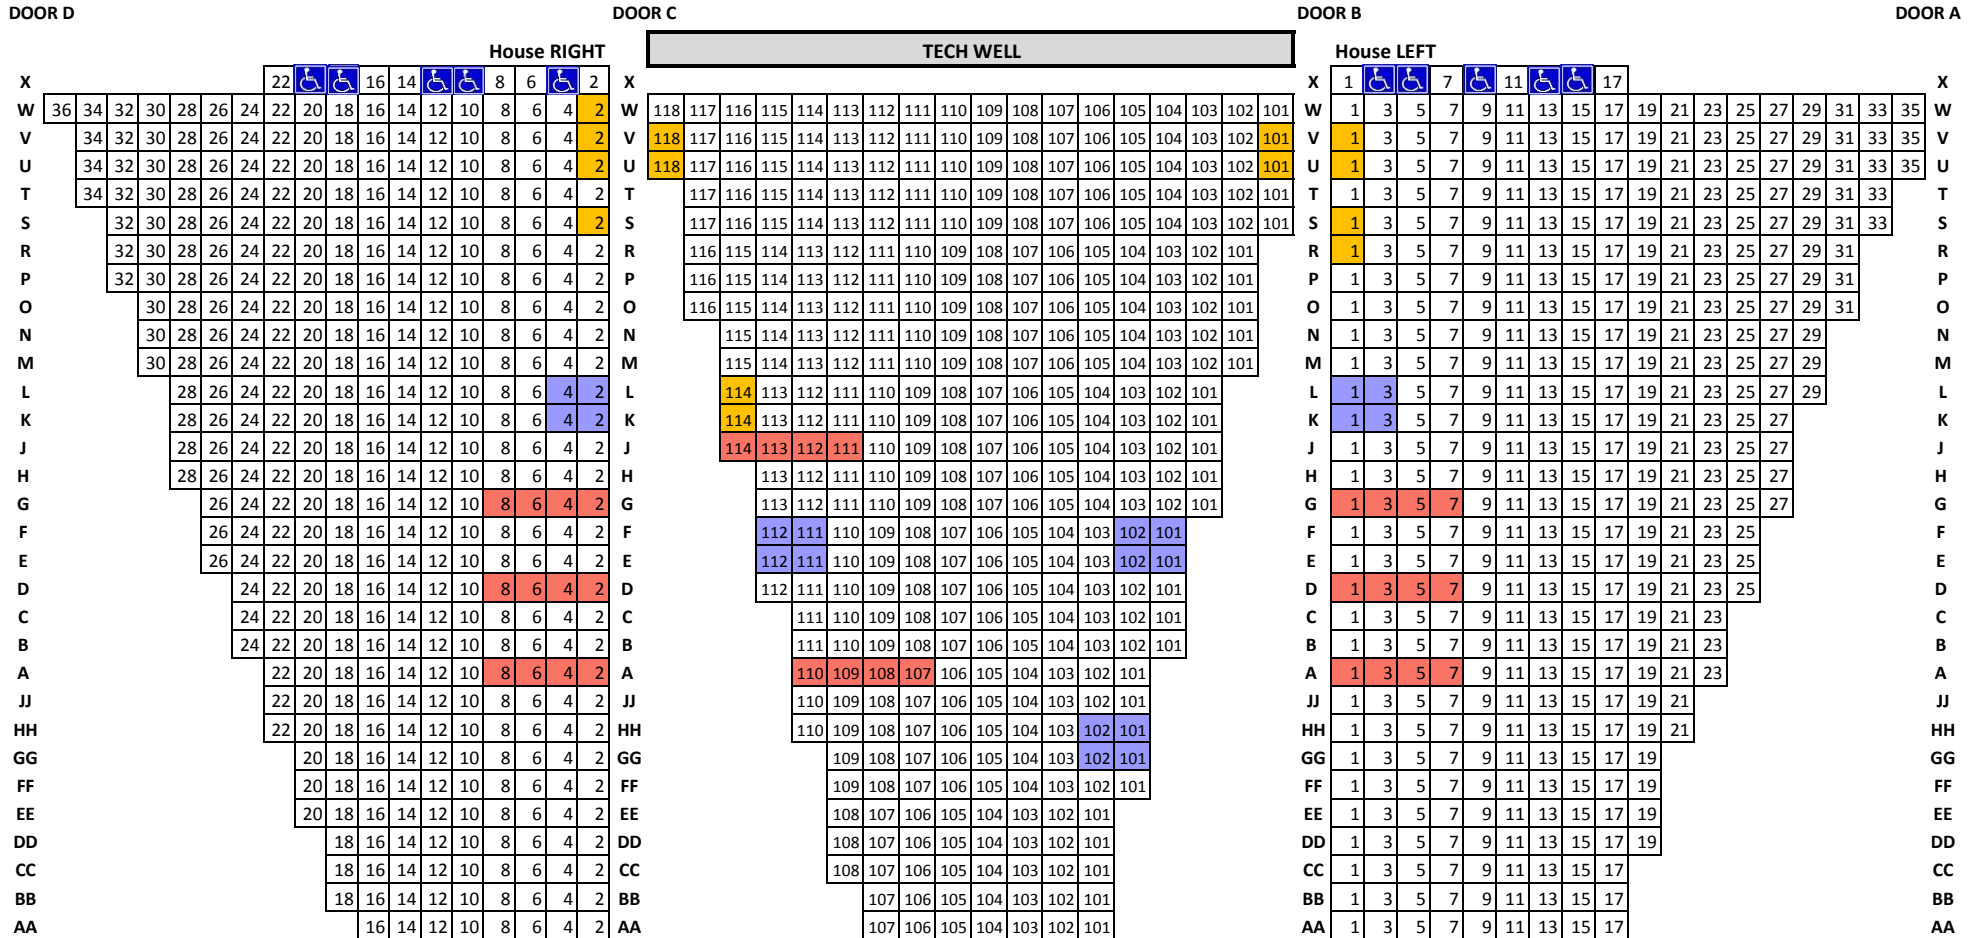 DOOR D DOOR C DOOR B DOOR A
House RIGHT TECH WELL House LEFT
X 22 16 14 8 6 2 X X 1 7 11 17 X
W 36 34 32 30 28 26 24 22 20 18 16 14 12 10 8 6 4 2 W 118 117 116 115 114 113 112 111 110 109 108 107 106 105 104 103 102 101 W 1 3 5 7 9 11 13 15 17 19 21 23 25 27 29 31 33 35 W
V 34 32 30 28 26 24 22 20 18 16 14 12 10 8 6 4 2 V 118 117 116 115 114 113 112 111 110 109 108 107 106 105 104 103 102 101 V 1 3 5 7 9 11 13 15 17 19 21 23 25 27 29 31 33 35 V
U 34 32 30 28 26 24 22 20 18 16 14 12 10 8 6 4 2 U 118 117 116 115 114 113 112 111 110 109 108 107 106 105 104 103 102 101 U 1 3 5 7 9 11 13 15 17 19 21 23 25 27 29 31 33 35 U
T 34 32 30 28 26 24 22 20 18 16 14 12 10 8 6 4 2 T 117 116 115 114 113 112 111 110 109 108 107 106 105 104 103 102 101 T 1 3 5 7 9 11 13 15 17 19 21 23 25 27 29 31 33 T
S 32 30 28 26 24 22 20 18 16 14 12 10 8 6 4 2 S 117 116 115 114 113 112 111 110 109 108 107 106 105 104 103 102 101 S 1 3 5 7 9 11 13 15 17 19 21 23 25 27 29 31 33 S
R 32 30 28 26 24 22 20 18 16 14 12 10 8 6 4 2 R 116 115 114 113 112 111 110 109 108 107 106 105 104 103 102 101 R 1 3 5 7 9 11 13 15 17 19 21 23 25 27 29 31 R
P 32 30 28 26 24 22 20 18 16 14 12 10 8 6 4 2 P 116 115 114 113 112 111 110 109 108 107 106 105 104 103 102 101 P 1 3 5 7 9 11 13 15 17 19 21 23 25 27 29 31 P
O 30 28 26 24 22 20 18 16 14 12 10 8 6 4 2 O 116 115 114 113 112 111 110 109 108 107 106 105 104 103 102 101 O 1 3 5 7 9 11 13 15 17 19 21 23 25 27 29 31 O
N 30 28 26 24 22 20 18 16 14 12 10 8 6 4 2 N 115 114 113 112 111 110 109 108 107 106 105 104 103 102 101 N 1 3 5 7 9 11 13 15 17 19 21 23 25 27 29 N
M 30 28 26 24 22 20 18 16 14 12 10 8 6 4 2 M 115 114 113 112 111 110 109 108 107 106 105 104 103 102 101 M 1 3 5 7 9 11 13 15 17 19 21 23 25 27 29 M
L 28 26 24 22 20 18 16 14 12 10 8 6 4 2 L 114 113 112 111 110 109 108 107 106 105 104 103 102 101 L 1 3 5 7 9 11 13 15 17 19 21 23 25 27 29 L
K 28 26 24 22 20 18 16 14 12 10 8 6 4 2 K 114 113 112 111 110 109 108 107 106 105 104 103 102 101 K 1 3 5 7 9 11 13 15 17 19 21 23 25 27 K
J 28 26 24 22 20 18 16 14 12 10 8 6 4 2 J 114 113 112 111 110 109 108 107 106 105 104 103 102 101 J 1 3 5 7 9 11 13 15 17 19 21 23 25 27 J
H 28 26 24 22 20 18 16 14 12 10 8 6 4 2 H 113 112 111 110 109 108 107 106 105 104 103 102 101 H 1 3 5 7 9 11 13 15 17 19 21 23 25 27 H
G 26 24 22 20 18 16 14 12 10 8 6 4 2 G 113 112 111 110 109 108 107 106 105 104 103 102 101 G 1 3 5 7 9 11 13 15 17 19 21 23 25 27 G
F 26 24 22 20 18 16 14 12 10 8 6 4 2 F 112 111 110 109 108 107 106 105 104 103 102 101 F 1 3 5 7 9 11 13 15 17 19 21 23 25 F
E 26 24 22 20 18 16 14 12 10 8 6 4 2 E 112 111 110 109 108 107 106 105 104 103 102 101 E 1 3 5 7 9 11 13 15 17 19 21 23 25 E
D 24 22 20 18 16 14 12 10 8 6 4 2 D 112 111 110 109 108 107 106 105 104 103 102 101 D 1 3 5 7 9 11 13 15 17 19 21 23 25 D
C 24 22 20 18 16 14 12 10 8 6 4 2 C 111 110 109 108 107 106 105 104 103 102 101 C 1 3 5 7 9 11 13 15 17 19 21 23 C
B 24 22 20 18 16 14 12 10 8 6 4 2 B 111 110 109 108 107 106 105 104 103 102 101 B 1 3 5 7 9 11 13 15 17 19 21 23 B
A 22 20 18 16 14 12 10 8 6 4 2 A 110 109 108 107 106 105 104 103 102 101 A 1 3 5 7 9 11 13 15 17 19 21 23 A
JJ 22 20 18 16 14 12 10 8 6 4 2 JJ 110 109 108 107 106 105 104 103 102 101 JJ 1 3 5 7 9 11 13 15 17 19 21 JJ
HH 22 20 18 16 14 12 10 8 6 4 2 HH 110 109 108 107 106 105 104 103 102 101 HH 1 3 5 7 9 11 13 15 17 19 21 HH
GG 20 18 16 14 12 10 8 6 4 2 GG 109 108 107 106 105 104 103 102 101 GG 1 3 5 7 9 11 13 15 17 19 GG
FF 20 18 16 14 12 10 8 6 4 2 FF 109 108 107 106 105 104 103 102 101 FF 1 3 5 7 9 11 13 15 17 19 FF
EE 20 18 16 14 12 10 8 6 4 2 EE 108 107 106 105 104 103 102 101 EE 1 3 5 7 9 11 13 15 17 19 EE
DD 18 16 14 12 10 8 6 4 2 DD 108 107 106 105 104 103 102 101 DD 1 3 5 7 9 11 13 15 17 19 DD
CC 18 16 14 12 10 8 6 4 2 CC 108 107 106 105 104 103 102 101 CC 1 3 5 7 9 11 13 15 17 CC
BB 18 16 14 12 10 8 6 4 2 BB 107 106 105 104 103 102 101 BB 1 3 5 7 9 11 13 15 17 BB
AA 16 14 12 10 8 6 4 2 AA 107 106 105 104 103 102 101 AA 1 3 5 7 9 11 13 15 17 AA